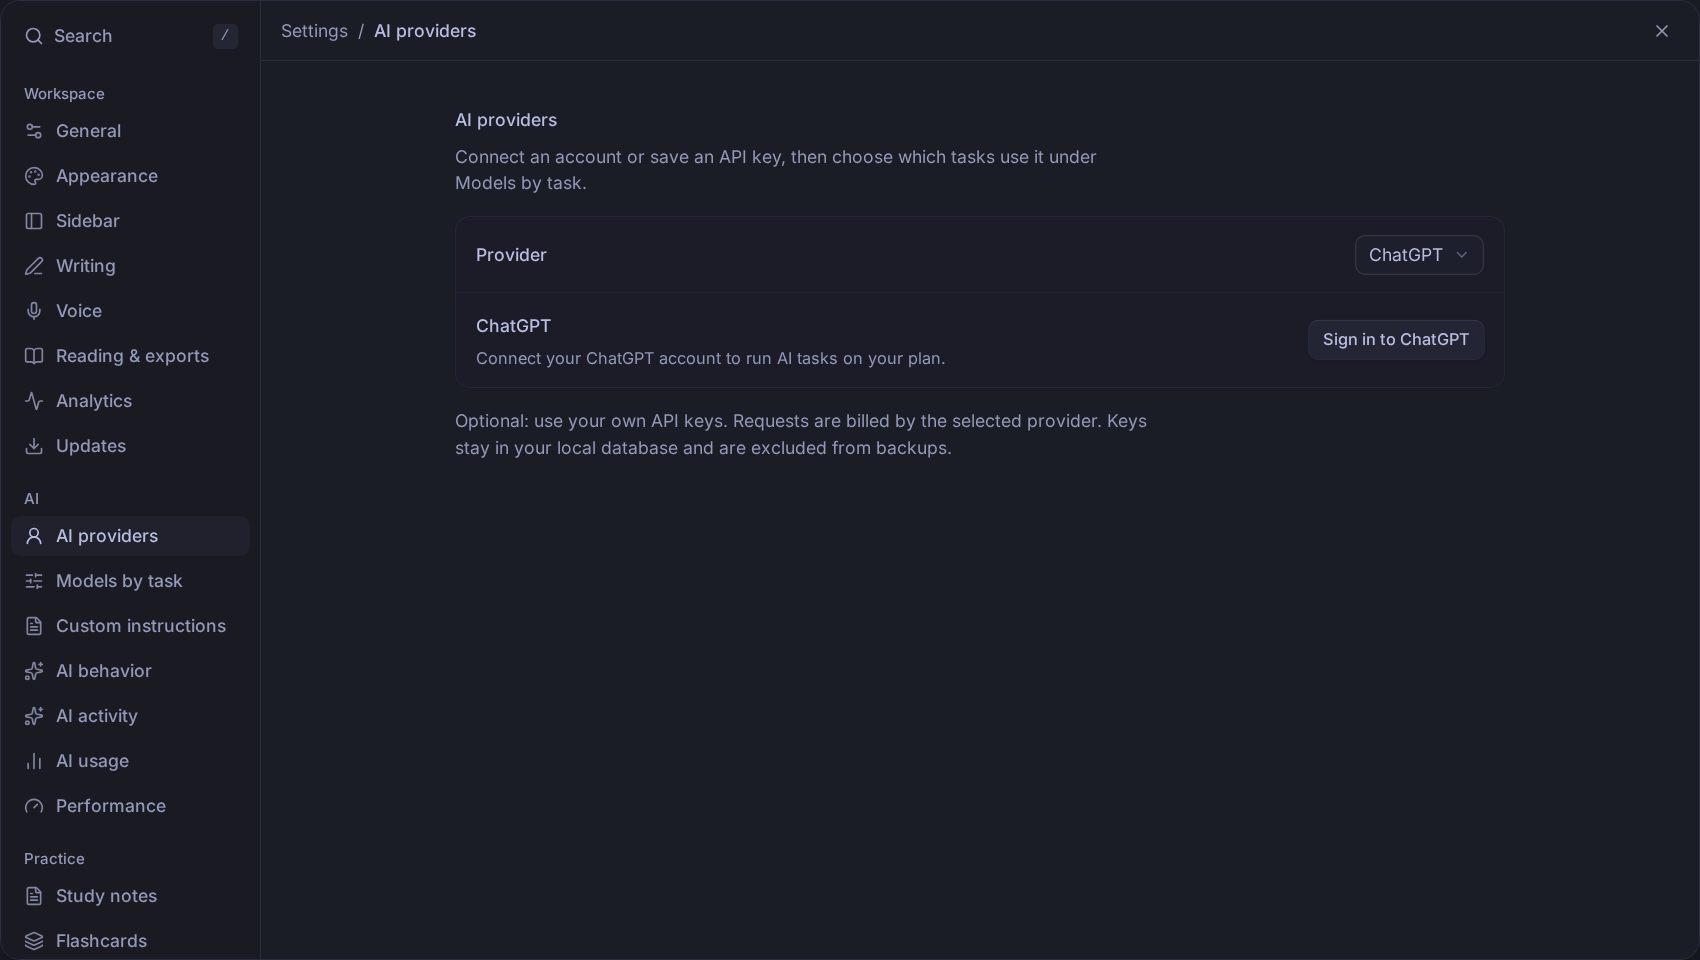 Search /
Settings / AI providers
Workspace
General
Appearance
Sidebar
Writing
Voice
Reading & exports
Analytics
Updates
AI
AI providers
Models by task
Custom instructions
AI behavior
AI activity
AI usage
Performance
Practice
Study notes
Flashcards
AI providers
Connect an account or save an API key, then choose which tasks use it under
Models by task.
Provider
ChatGPT
ChatGPT
Connect your ChatGPT account to run AI tasks on your plan.
Sign in to ChatGPT
Optional: use your own API keys. Requests are billed by the selected provider. Keys
stay in your local database and are excluded from backups.